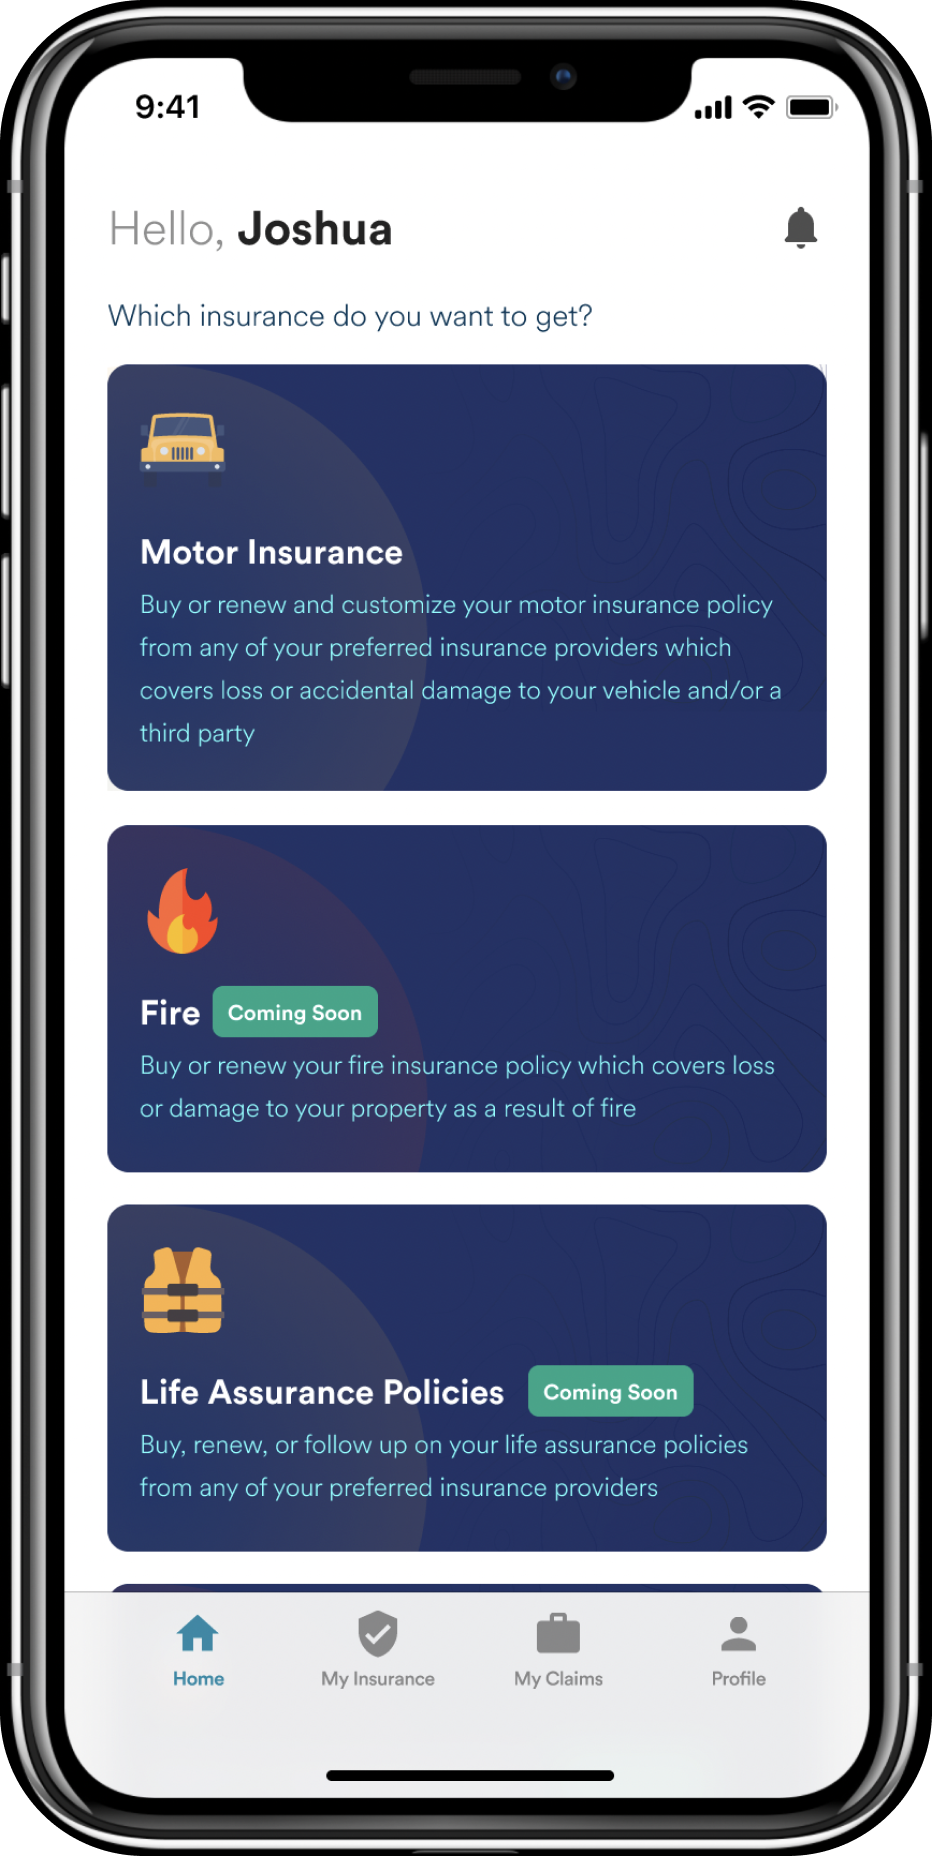 9:41
Hello, Joshua
Which insurance do you want to get?
Motor Insurance
Buy or renew and customize your motor insurance policy
from any of your preferred insurance providers which
covers loss or accidental damage to your vehicle and/or a
third party
Fire Coming Soon
Buy or renew your fire insurance policy which covers loss
or damage to your property as a result of fire
Life Assurance Policies Coming Soon
Buy, renew, or follow up on your life assurance policies
from any of your preferred insurance providers
Home My Insurance My Claims Profile